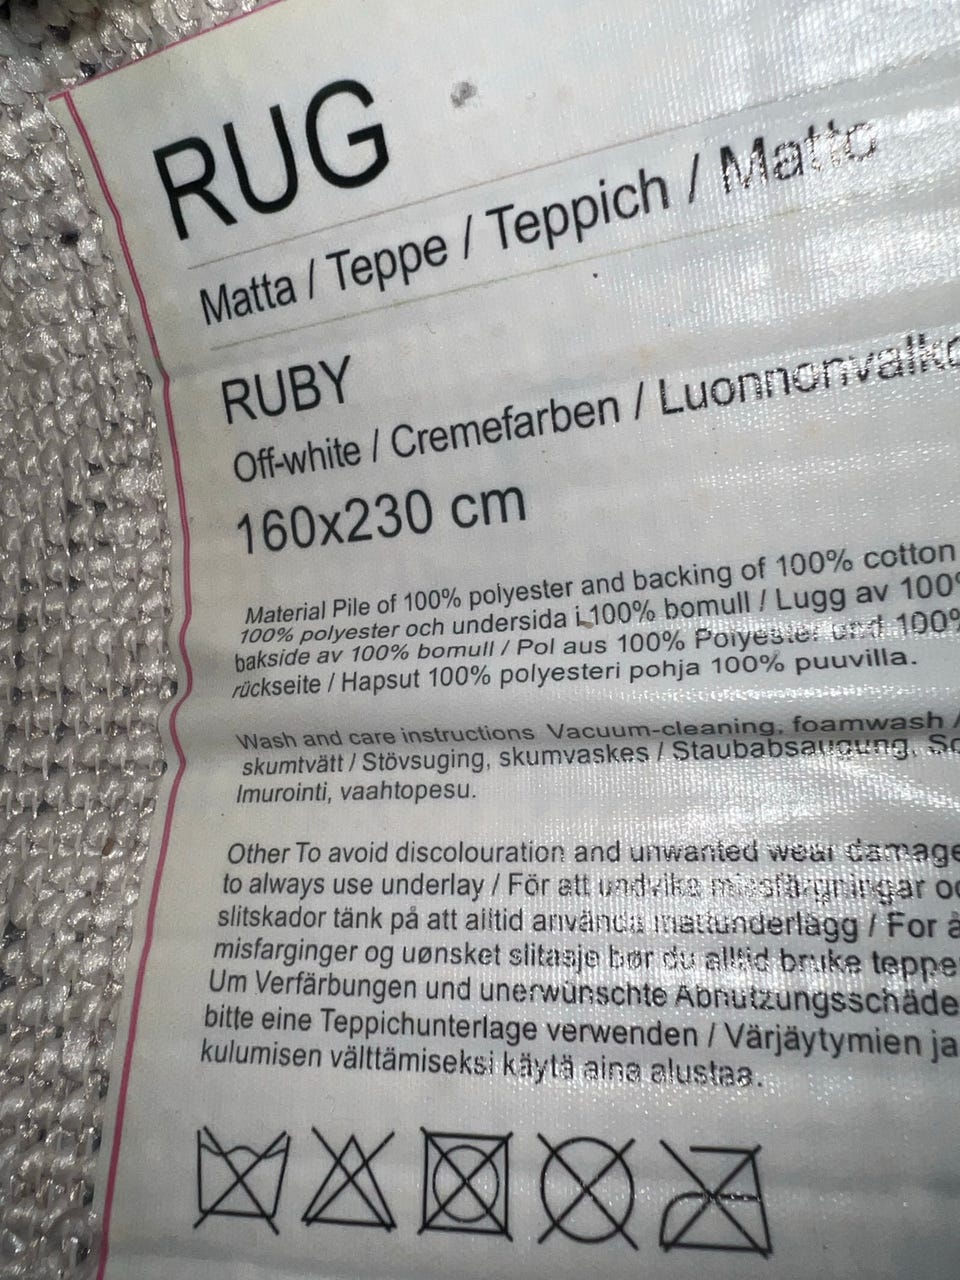 RUG
Matta / Teppe / Teppich / Matto
RUBY
Off-white / Cremefarben / Luonnonvalko
160x230 cm
Material Pile of 100% polyester and backing of 100% cotton
100% polyester och undersida i 100% bomull / Lugg av 100%
bakside av 100% bomull / Pol aus 100% Polyester und 100%
rückseite / Hapsut 100% polyesteri pohja 100% puuvilla.
Wash and care instructions Vacuum-cleaning, foamwash /
skumtvätt / Stövsuging, skumvaskes / Staubabsaugung, Sc
Imurointi, vaahtopesu.
Other To avoid discolouration and unwanted wear damage
to always use underlay / För att undvika missfärgningar oc
slitskador tänk på att alltid använda mattunderlägg / For å
misfarginger og uønsket slitasje bør du alltid bruke teppe
Um Verfärbungen und unerwünschte Abnutzungsschäde
bitte eine Teppichunterlage verwenden / Värjäytymien ja
kulumisen välttämiseksi käytä aina alustaa.